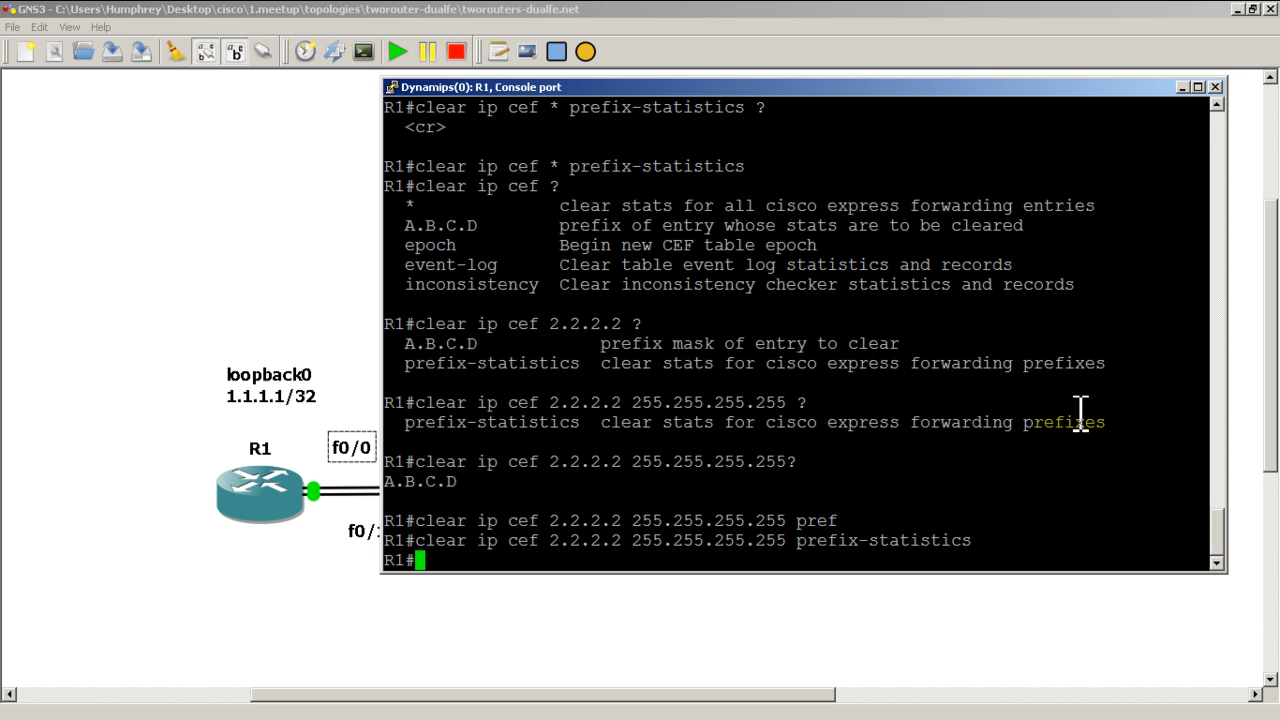 GNS3 - C:\Users\Humphrey\Desktop\cisco\1.meetup\topologies\tworouter-dualfe\tworouters-dualfe.net
File Edit View Help
Dynamips(0): R1, Console port
R1#clear ip cef * prefix-statistics ?
<cr>
R1#clear ip cef * prefix-statistics
R1#clear ip cef ?
* clear stats for all cisco express forwarding entries
A.B.C.D prefix of entry whose stats are to be cleared
epoch Begin new CEF table epoch
event-log Clear table event log statistics and records
inconsistency Clear inconsistency checker statistics and records
R1#clear ip cef 2.2.2.2 ?
A.B.C.D prefix mask of entry to clear
prefix-statistics clear stats for cisco express forwarding prefixes
R1#clear ip cef 2.2.2.2 255.255.255.255 ?
prefix-statistics clear stats for cisco express forwarding prefixes
R1#clear ip cef 2.2.2.2 255.255.255.255?
A.B.C.D
R1#clear ip cef 2.2.2.2 255.255.255.255 pref
R1#clear ip cef 2.2.2.2 255.255.255.255 prefix-statistics
R1#
loopback0
1.1.1.1/32
R1
f0/0
f0/